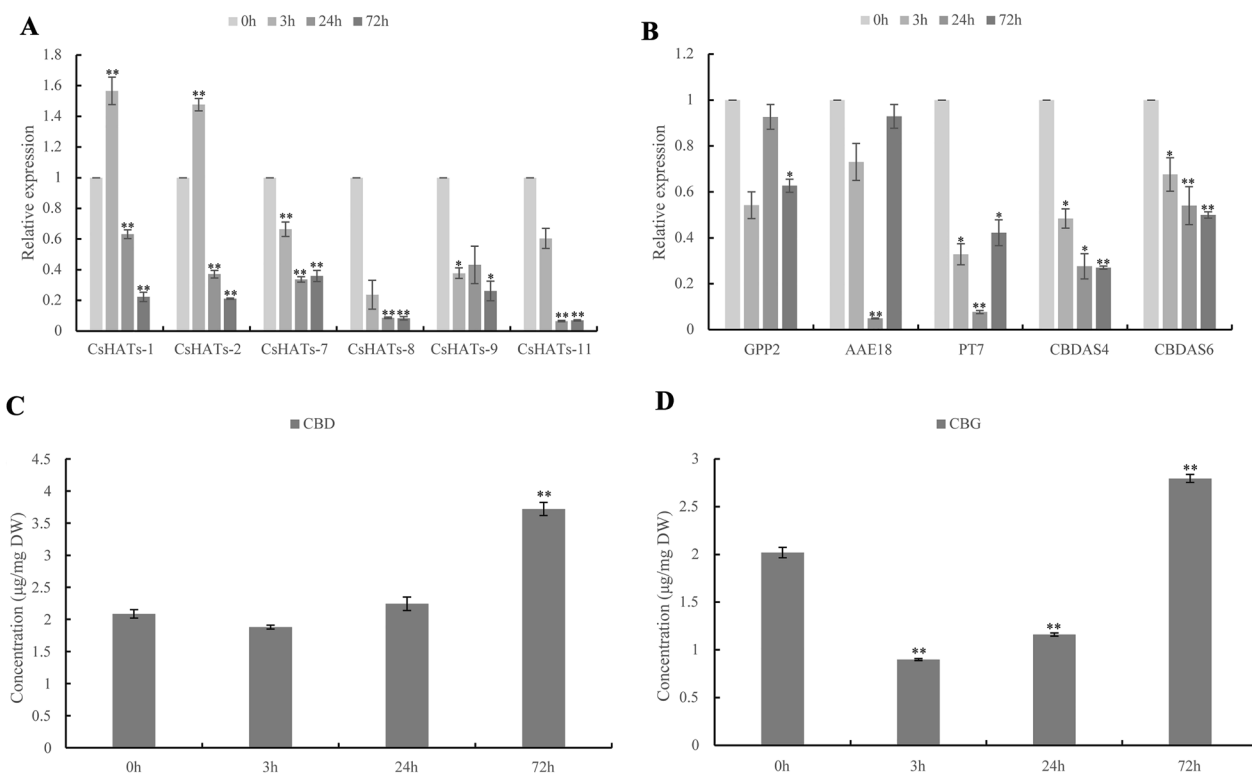 A
0h 3h 24h 72h
1.8
1.6
1.4
1.2
1
0.8
0.6
0.4
0.2
0
Relative expression
** ** ** ** ** ** ** ** ** ** ** * * ** **
CsHATs-1 CsHATs-2 CsHATs-7 CsHATs-8 CsHATs-9 CsHATs-11
B
0h 3h 24h 72h
1.2
1
0.8
0.6
0.4
0.2
0
Relative expression
* ** * ** * * * ** * ** **
GPP2 AAE18 PT7 CBDAS4 CBDAS6
C
CBD
4.5
4
3.5
3
2.5
2
1.5
1
0.5
0
Concentration (μg/mg DW)
**
0h 3h 24h 72h
D
CBG
3
2.5
2
1.5
1
0.5
0
Concentration (μg/mg DW)
** ** **
0h 3h 24h 72h